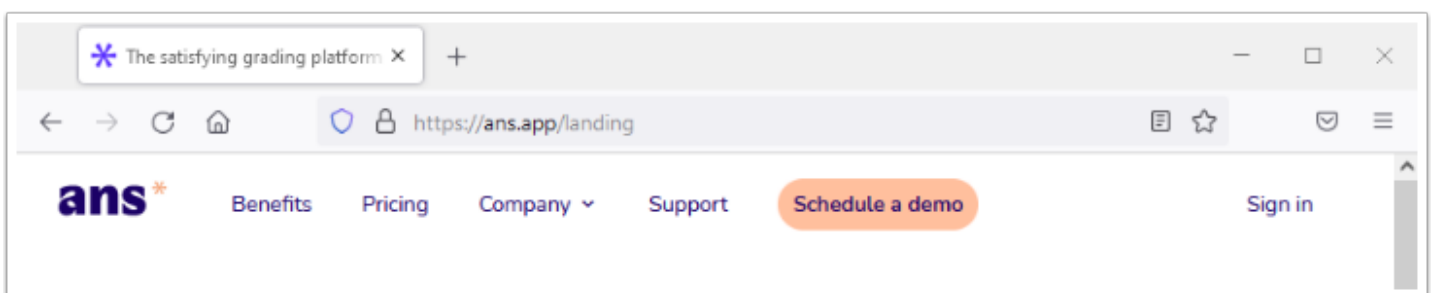 The satisfying grading platform
https://ans.app/landing
ans* Benefits Pricing Company Support Schedule a demo Sign in